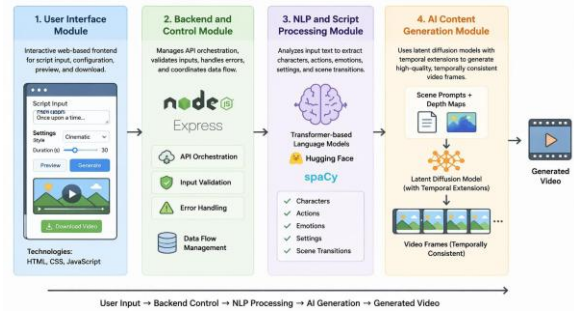 1. User Interface
Module
Interactive web-based frontend
for script input, configuration,
preview, and download.
Script Input
Once upon a time...
Settings
Style
Cinematic
Duration (s)
30
Preview
Generate
Download Video
Technologies:
HTML, CSS, JavaScript
2. Backend and
Control Module
Manages API orchestration,
validates inputs, handles errors,
and coordinates data flow.
node
JS
Express
API Orchestration
Input Validation
Error Handling
Data Flow
Management
3. NLP and Script
Processing Module
Analyzes input text to extract
characters, actions, emotions,
settings, and scene transitions.
Transformer-based
Language Models
Hugging Face
spaCy
Characters
Actions
Emotions
Settings
Scene Transitions
4. AI Content
Generation Module
Uses latent diffusion models with
temporal extensions to generate
high-quality, temporally consistent
video frames.
Scene Prompts +
Depth Maps
Latent Diffusion Model
(with Temporal Extensions)
Video Frames (Temporally
Consistent)
Generated
Video
User Input → Backend Control → NLP Processing → AI Generation → Generated Video